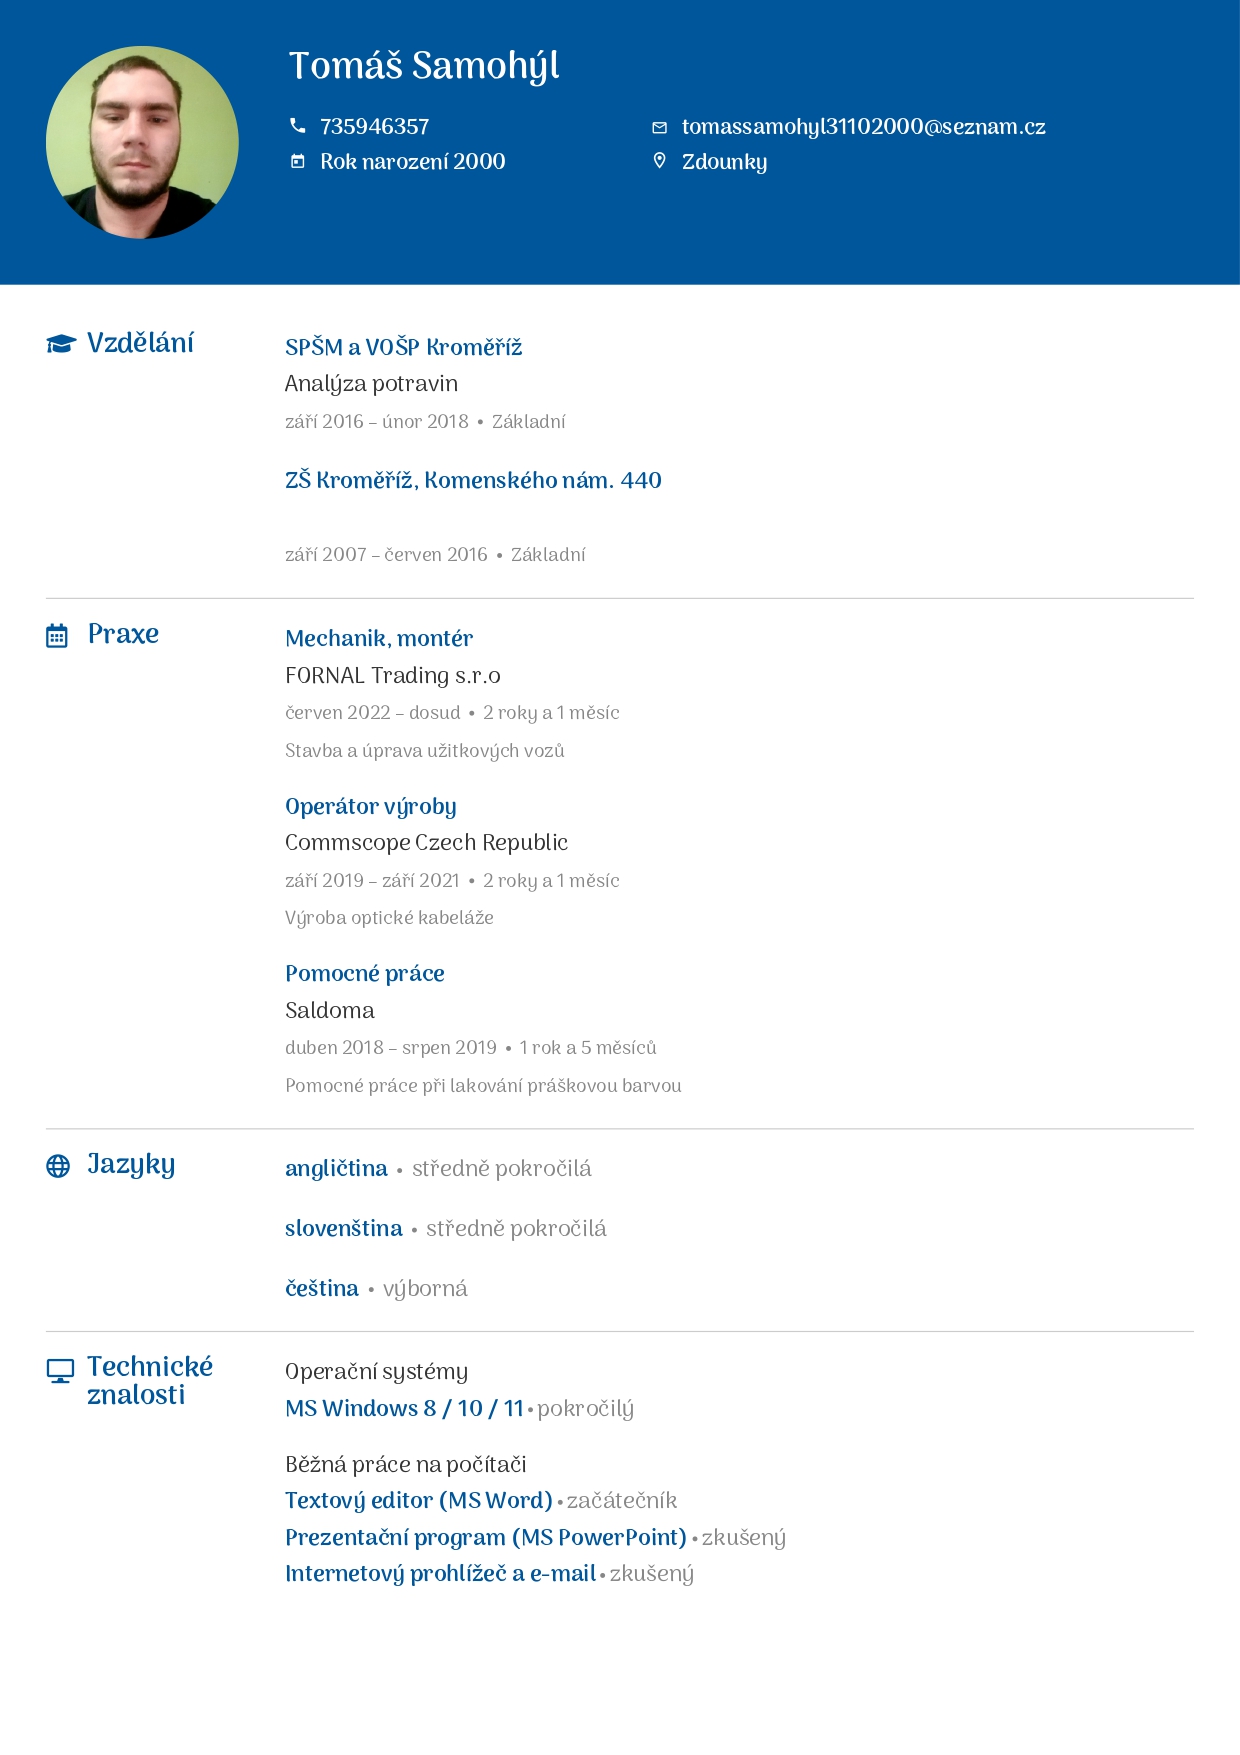 Tomáš Samohýl
735946357
tomassamohyl31102000@seznam.cz
Rok narození 2000
Zdounky
Vzdělání
SPŠM a VOŠP Kroměříž
Analýza potravin
září 2016 – únor 2018 • Základní
ZŠ Kroměříž, Komenského nám. 440
září 2007 – červen 2016 • Základní
Praxe
Mechanik, montér
FORNAL Trading s.r.o
červen 2022 – dosud • 2 roky a 1 měsíc
Stavba a úprava užitkových vozů
Operátor výroby
Commscope Czech Republic
září 2019 – září 2021 • 2 roky a 1 měsíc
Výroba optické kabeláže
Pomocné práce
Saldoma
duben 2018 – srpen 2019 • 1 rok a 5 měsíců
Pomocné práce při lakování práškovou barvou
Jazyky
angličtina • středně pokročilá
slovenština • středně pokročilá
čeština • výborná
Technické
znalosti
Operační systémy
MS Windows 8 / 10 / 11 • pokročilý
Běžná práce na počítači
Textový editor (MS Word) • začátečník
Prezentační program (MS PowerPoint) • zkušený
Internetový prohlížeč a e-mail • zkušený